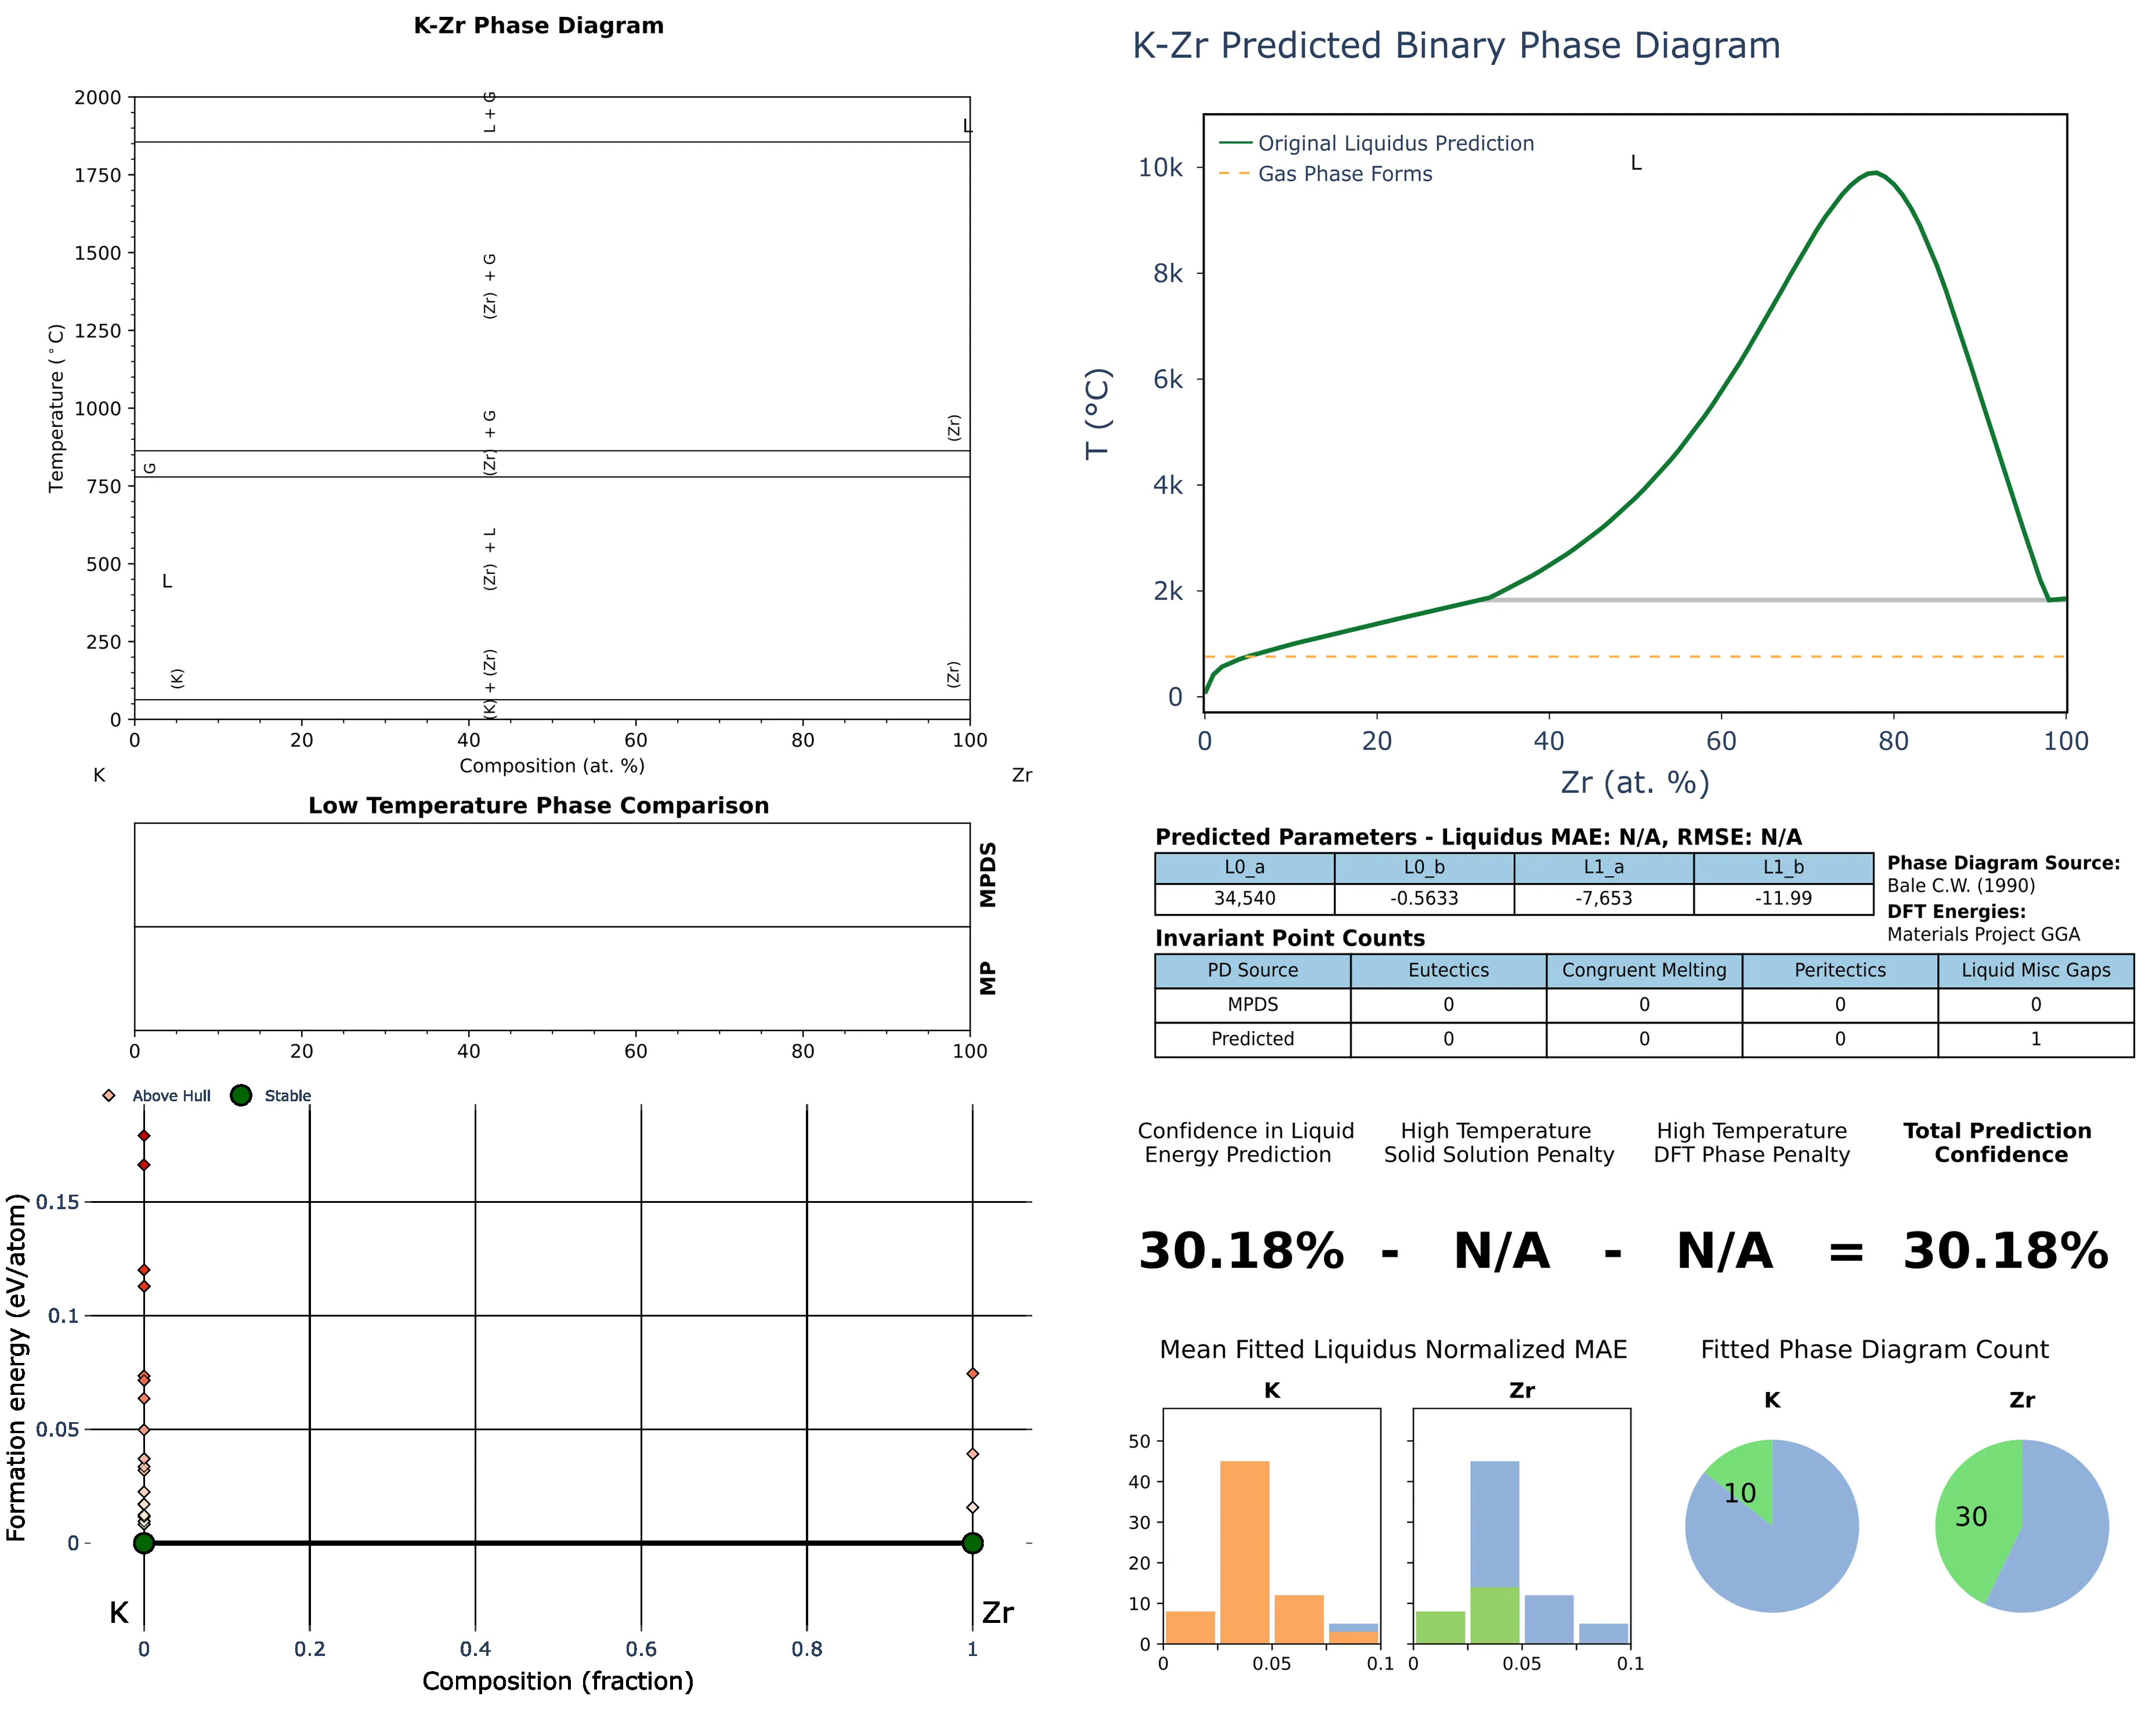 K-Zr Phase Diagram
2000
1750
1500
1250
1000
750
500
250
0
Temperature (°C)
L + G
L
(Zr) + G
(Zr) + G
(Zr)
G
(Zr) + L
L
(K) + (Zr)
(K)
(Zr)
0 20 40 60 80 100
Composition (at. %)
K Zr
Low Temperature Phase Comparison
MPDS
MP
0 20 40 60 80 100
Above Hull Stable
Formation energy (eV/atom)
0.15
0.1
0.05
0
K Zr
0 0.2 0.4 0.6 0.8 1
Composition (fraction)
K-Zr Predicted Binary Phase Diagram
Original Liquidus Prediction
Gas Phase Forms
L
T (°C)
10k
8k
6k
4k
2k
0
0 20 40 60 80 100
Zr (at. %)
Predicted Parameters - Liquidus MAE: N/A, RMSE: N/A
L0_a L0_b L1_a L1_b
34,540 -0.5633 -7,653 -11.99
Phase Diagram Source:
Bale C.W. (1990)
DFT Energies:
Materials Project GGA
Invariant Point Counts
PD Source Eutectics Congruent Melting Peritectics Liquid Misc Gaps
MPDS 0 0 0 0
Predicted 0 0 0 1
Confidence in Liquid
Energy Prediction
High Temperature
Solid Solution Penalty
High Temperature
DFT Phase Penalty
Total Prediction
Confidence
30.18% - N/A - N/A = 30.18%
Mean Fitted Liquidus Normalized MAE
K Zr
50
40
30
20
10
0
0 0.05 0.1 0 0.05 0.1
Fitted Phase Diagram Count
K Zr
10 30